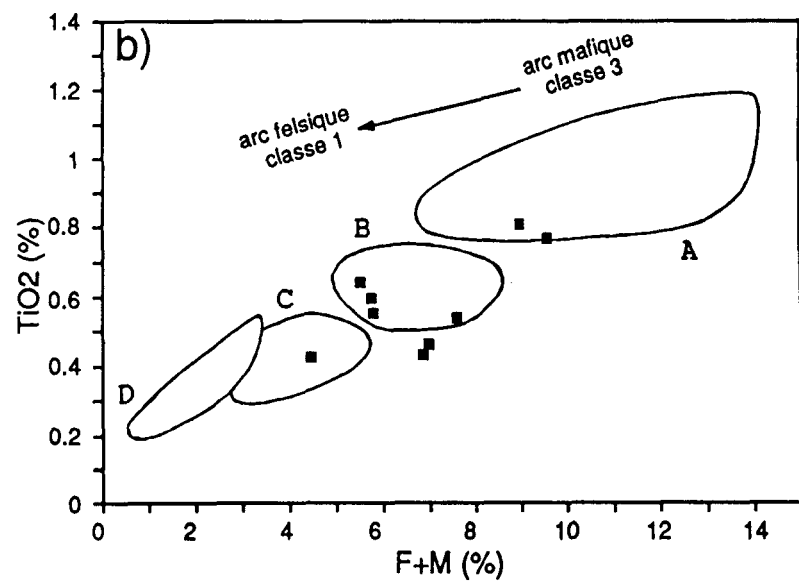 b)
arc mafique
classe 3
arc felsique
classe 1
A
B
C
D
TiO2 (%)
1.4
1.2
1
0.8
0.6
0.4
0.2
0
0 2 4 6 8 10 12 14
F+M (%)